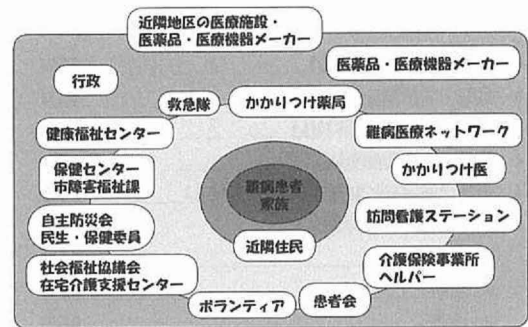 近隣地区の医療施設・
医薬品・医療機器メーカー
医薬品・医療機器メーカー
行政
救急隊
かかりつけ薬局
健康福祉センター
難病医療ネットワーク
保健センター
市障害福祉課
かかりつけ医
難病患者
家族
自主防災会
民生・保健委員
訪問看護ステーション
近隣住民
社会福祉協議会
在宅介護支援センター
介護保険事業所
ヘルパー
ボランティア
患者会